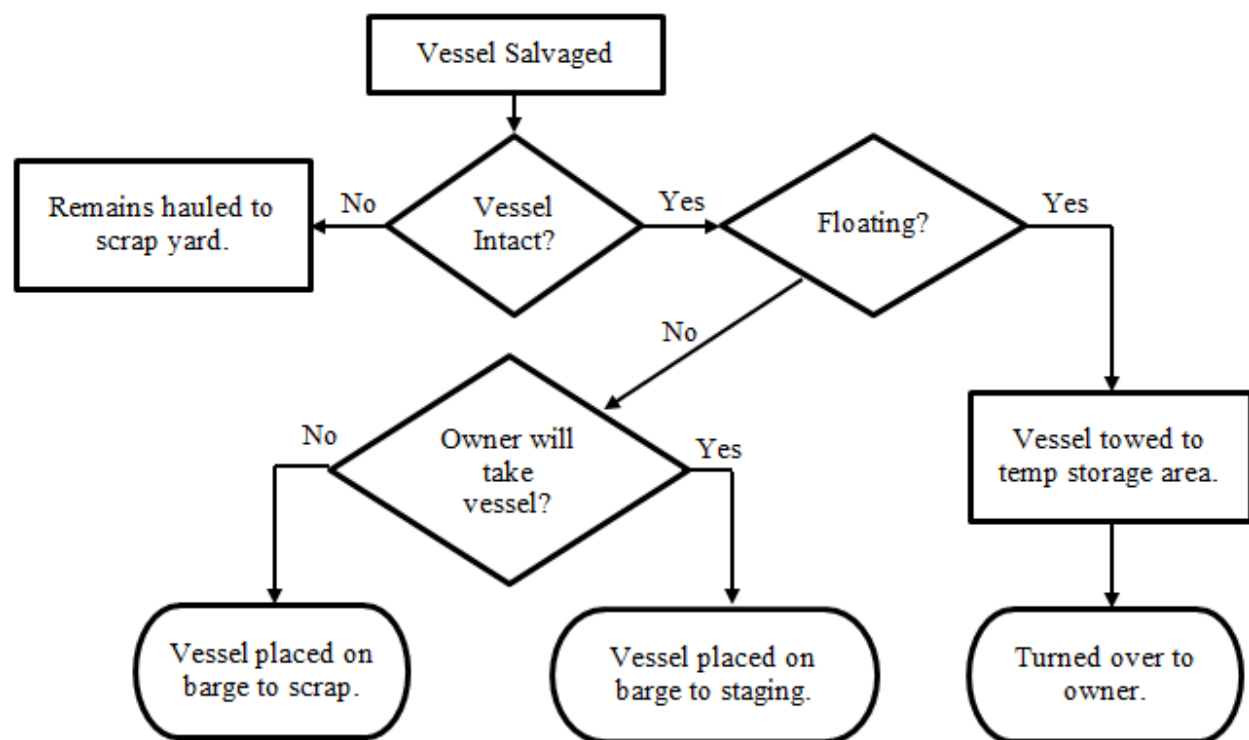 Vessel Salvaged
Remains hauled to
scrap yard.
No
Vessel
Intact?
Yes
Floating?
Yes
No
No
Owner will
take
vessel?
Yes
Vessel towed to
temp storage area.
Vessel placed on
barge to scrap.
Vessel placed on
barge to staging.
Turned over to
owner.